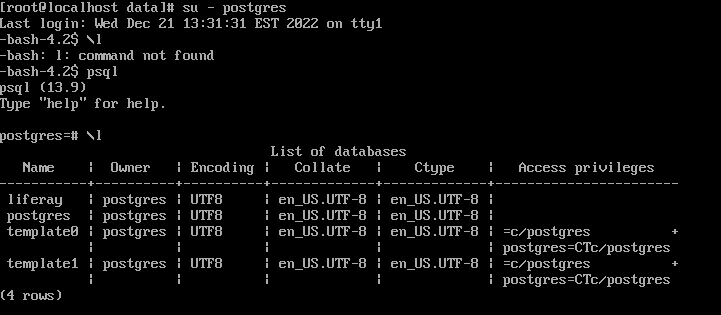 [root@localhost data]# su - postgres
Last login: Wed Dec 21 13:31:31 EST 2022 on tty1
-bash-4.2$ \l
-bash: l: command not found
-bash-4.2$ psql
psql (13.9)
Type "help" for help.

postgres=# \l
                                  List of databases
   Name    |  Owner   | Encoding |   Collate   |    Ctype    |   Access privileges
-----------+----------+----------+-------------+-------------+-----------------------
 liferay   | postgres | UTF8     | en_US.UTF-8 | en_US.UTF-8 |
 postgres  | postgres | UTF8     | en_US.UTF-8 | en_US.UTF-8 |
 template0 | postgres | UTF8     | en_US.UTF-8 | en_US.UTF-8 | =c/postgres          +
           |          |          |             |             | postgres=CTc/postgres
 template1 | postgres | UTF8     | en_US.UTF-8 | en_US.UTF-8 | =c/postgres          +
           |          |          |             |             | postgres=CTc/postgres
(4 rows)